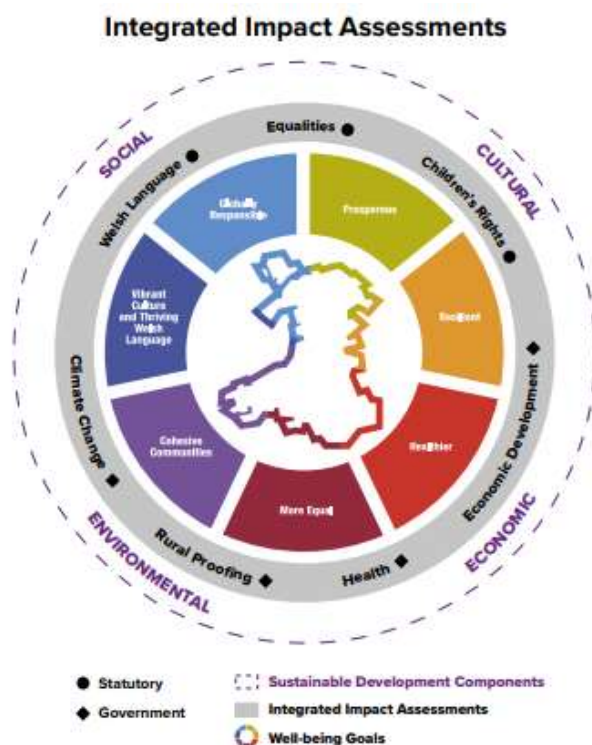 Integrated Impact Assessments
SOCIAL
CULTURAL
ECONOMIC
ENVIRONMENTAL
Equalities
Children's Rights
Economic Development
Health
Rural Proofing
Climate Change
Welsh Language
Globally
Responsible
Prosperous
Resilient
Healthier
More Equal
Cohesive
Communities
Vibrant
Culture
and Thriving
Welsh
Language
Statutory
Government
Sustainable Development Components
Integrated Impact Assessments
Well-being Goals